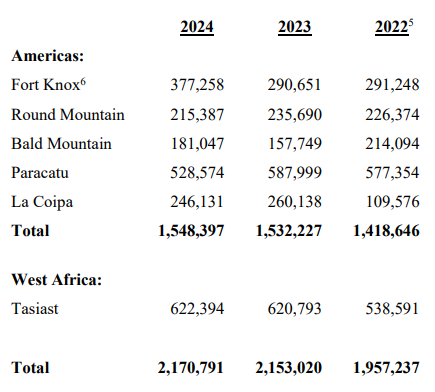 2024 2023 2022⁵
Americas:
Fort Knox⁶ 377,258 290,651 291,248
Round Mountain 215,387 235,690 226,374
Bald Mountain 181,047 157,749 214,094
Paracatu 528,574 587,999 577,354
La Coipa 246,131 260,138 109,576
Total 1,548,397 1,532,227 1,418,646
West Africa:
Tasiast 622,394 620,793 538,591
Total 2,170,791 2,153,020 1,957,237